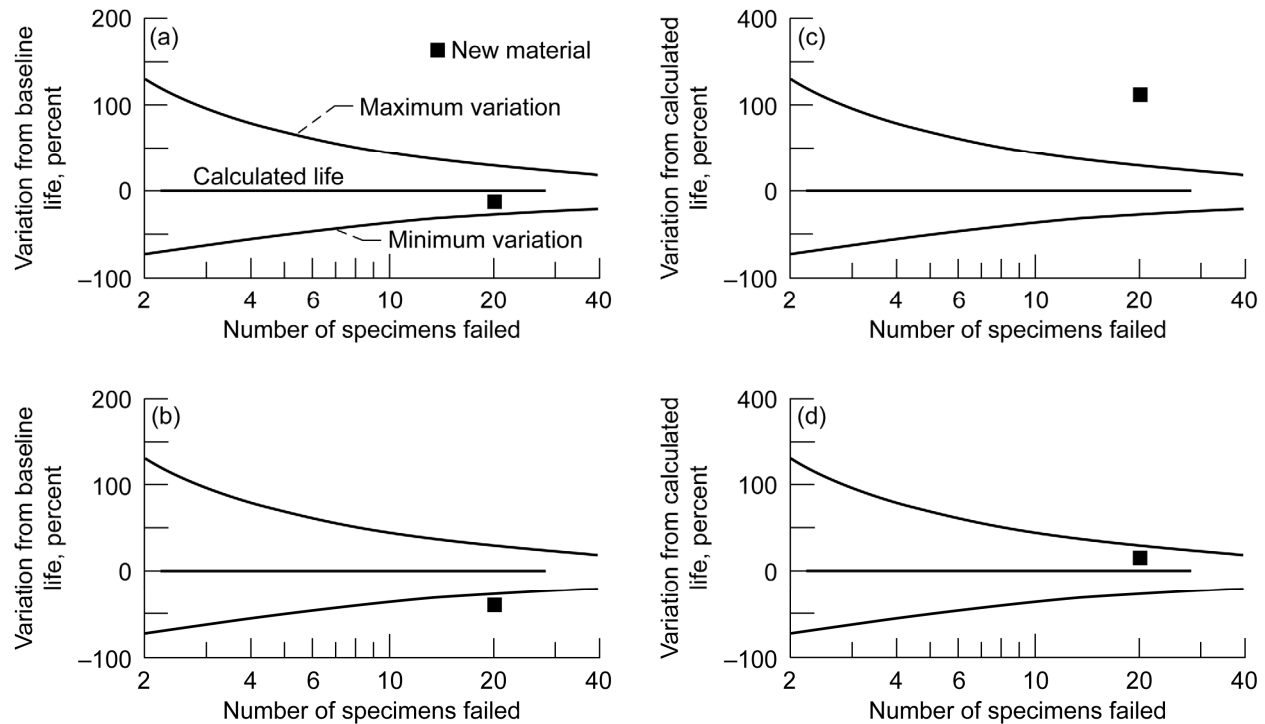 (a)
New material
Maximum variation
Calculated life
Minimum variation
Variation from baseline
life, percent
200
100
0
–100
2
4
6
10
20
40
Number of specimens failed
(c)
Variation from calculated
life, percent
400
100
0
–100
2
4
6
10
20
40
Number of specimens failed
(b)
Variation from baseline
life, percent
200
100
0
–100
2
4
6
10
20
40
Number of specimens failed
(d)
Variation from calculated
life, percent
400
100
0
–100
2
4
6
10
20
40
Number of specimens failed